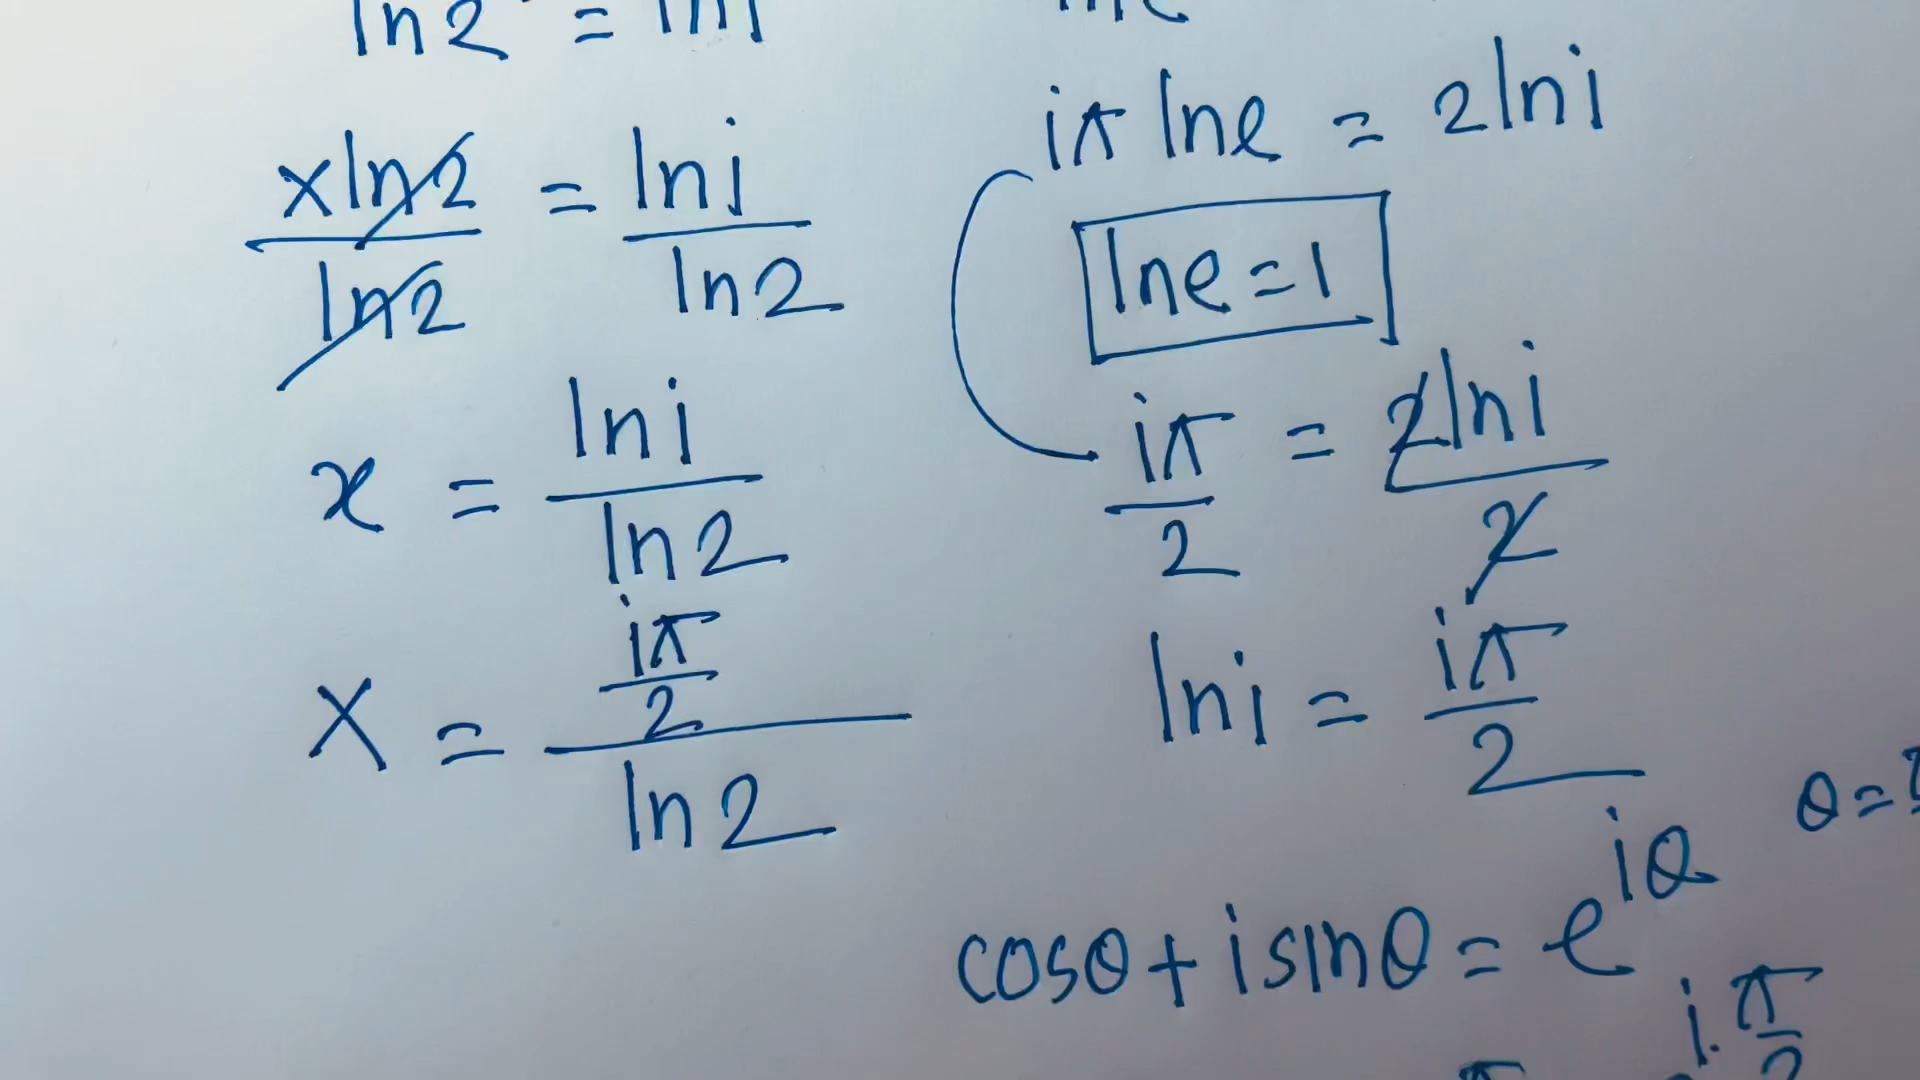 ln2 = lni
xln2/ln2 = lni/ln2
x = lni/ln2
x = (iπ/2)/ln2
iπ lne = 2lni
lne=1
iπ/2 = 2lni/2
lni = iπ/2
θ=
cosθ+isinθ=e^iθ
i.π/2